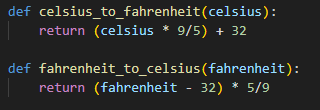 def celsius_to_fahrenheit(celsius):
    return (celsius * 9/5) + 32

def fahrenheit_to_celsius(fahrenheit):
    return (fahrenheit - 32) * 5/9